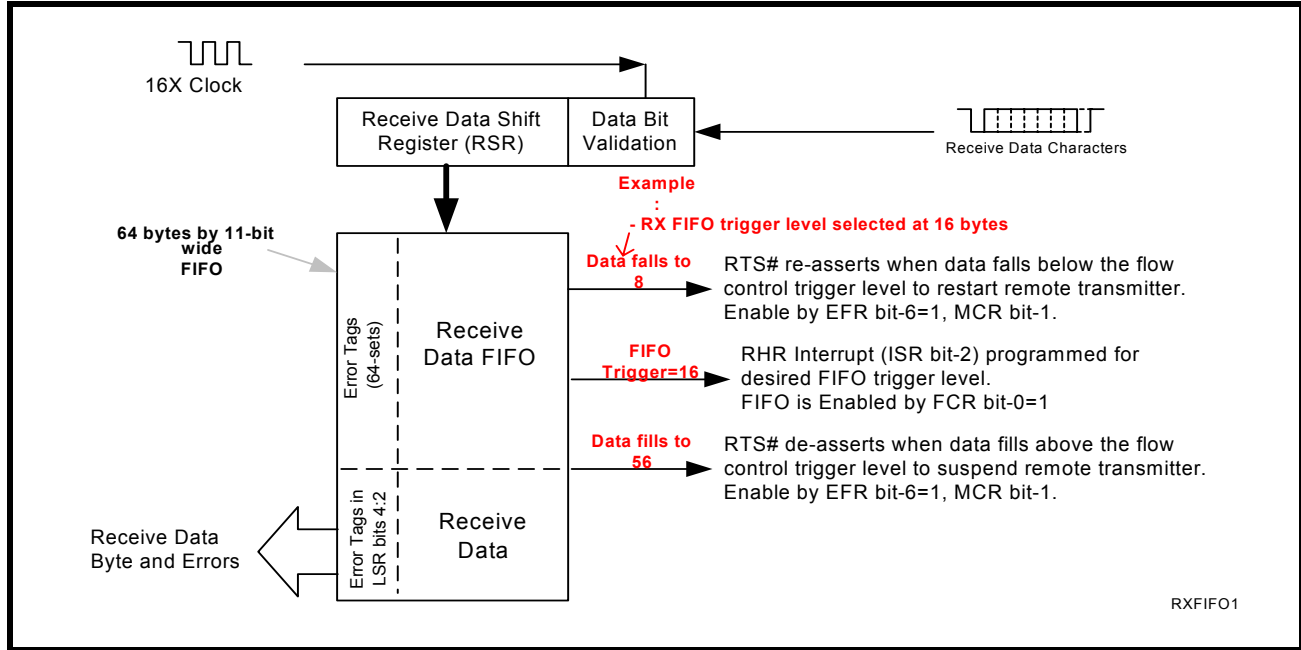 16X Clock
Receive Data Shift
Register (RSR)
Data Bit
Validation
Receive Data Characters
Example
:
- RX FIFO trigger level selected at 16 bytes
64 bytes by 11-bit
wide
FIFO
Error Tags
(64-sets)
Receive
Data FIFO
Data falls to
8
RTS# re-asserts when data falls below the flow
control trigger level to restart remote transmitter.
Enable by EFR bit-6=1, MCR bit-1.
FIFO
Trigger=16
RHR Interrupt (ISR bit-2) programmed for
desired FIFO trigger level.
FIFO is Enabled by FCR bit-0=1
Data fills to
56
RTS# de-asserts when data fills above the flow
control trigger level to suspend remote transmitter.
Enable by EFR bit-6=1, MCR bit-1.
Error Tags in
LSR bits 4:2
Receive
Data
Receive Data
Byte and Errors
RXFIFO1